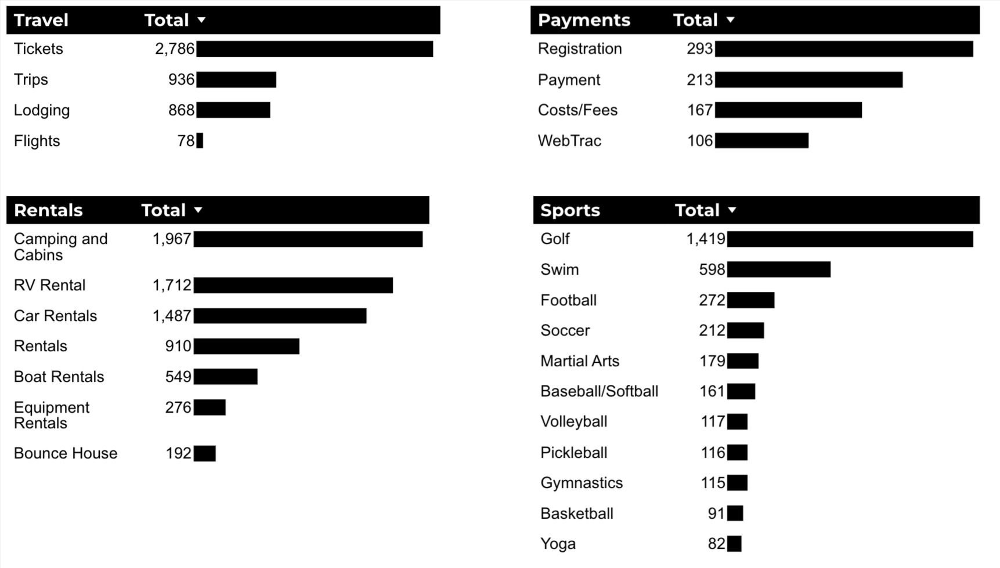 Travel Total ▼
Tickets 2,786
Trips 936
Lodging 868
Flights 78
Payments Total ▼
Registration 293
Payment 213
Costs/Fees 167
WebTrac 106
Rentals Total ▼
Camping and 1,967
Cabins
RV Rental 1,712
Car Rentals 1,487
Rentals 910
Boat Rentals 549
Equipment 276
Rentals
Bounce House 192
Sports Total ▼
Golf 1,419
Swim 598
Football 272
Soccer 212
Martial Arts 179
Baseball/Softball 161
Volleyball 117
Pickleball 116
Gymnastics 115
Basketball 91
Yoga 82